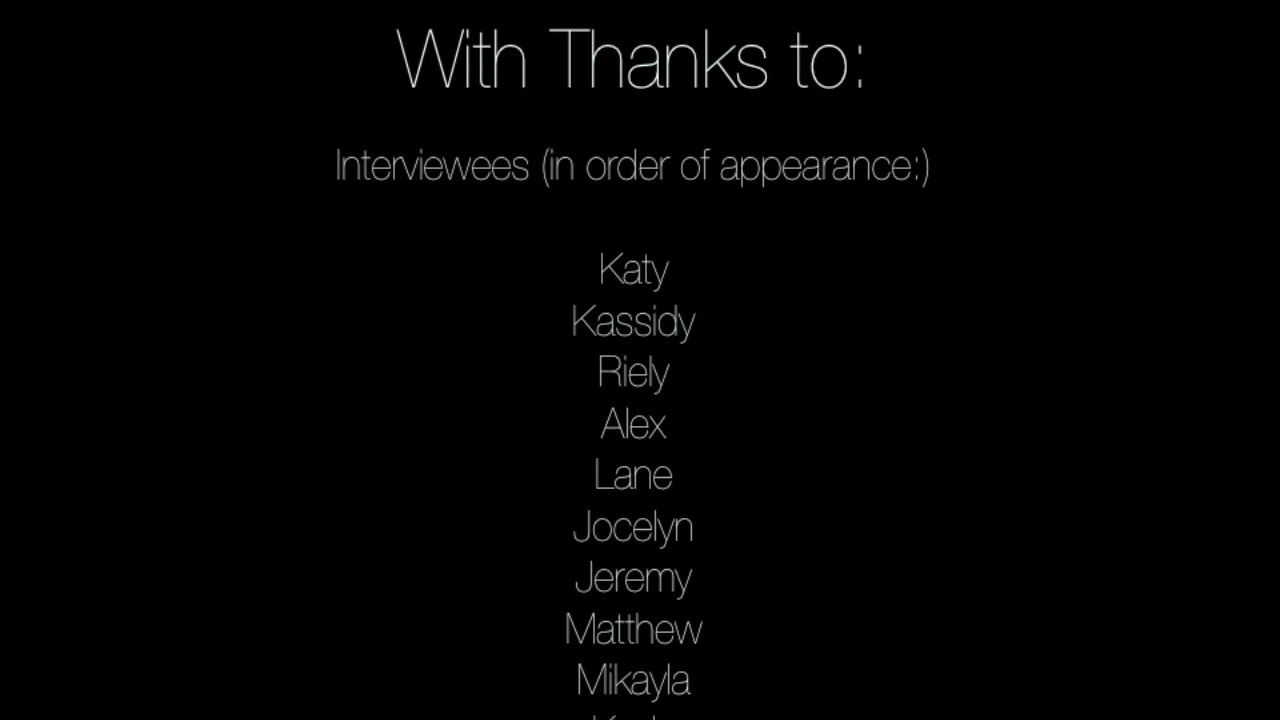 With Thanks to:
Interviewees (in order of appearance:)
Katy
Kassidy
Riely
Alex
Lane
Jocelyn
Jeremy
Matthew
Mikayla